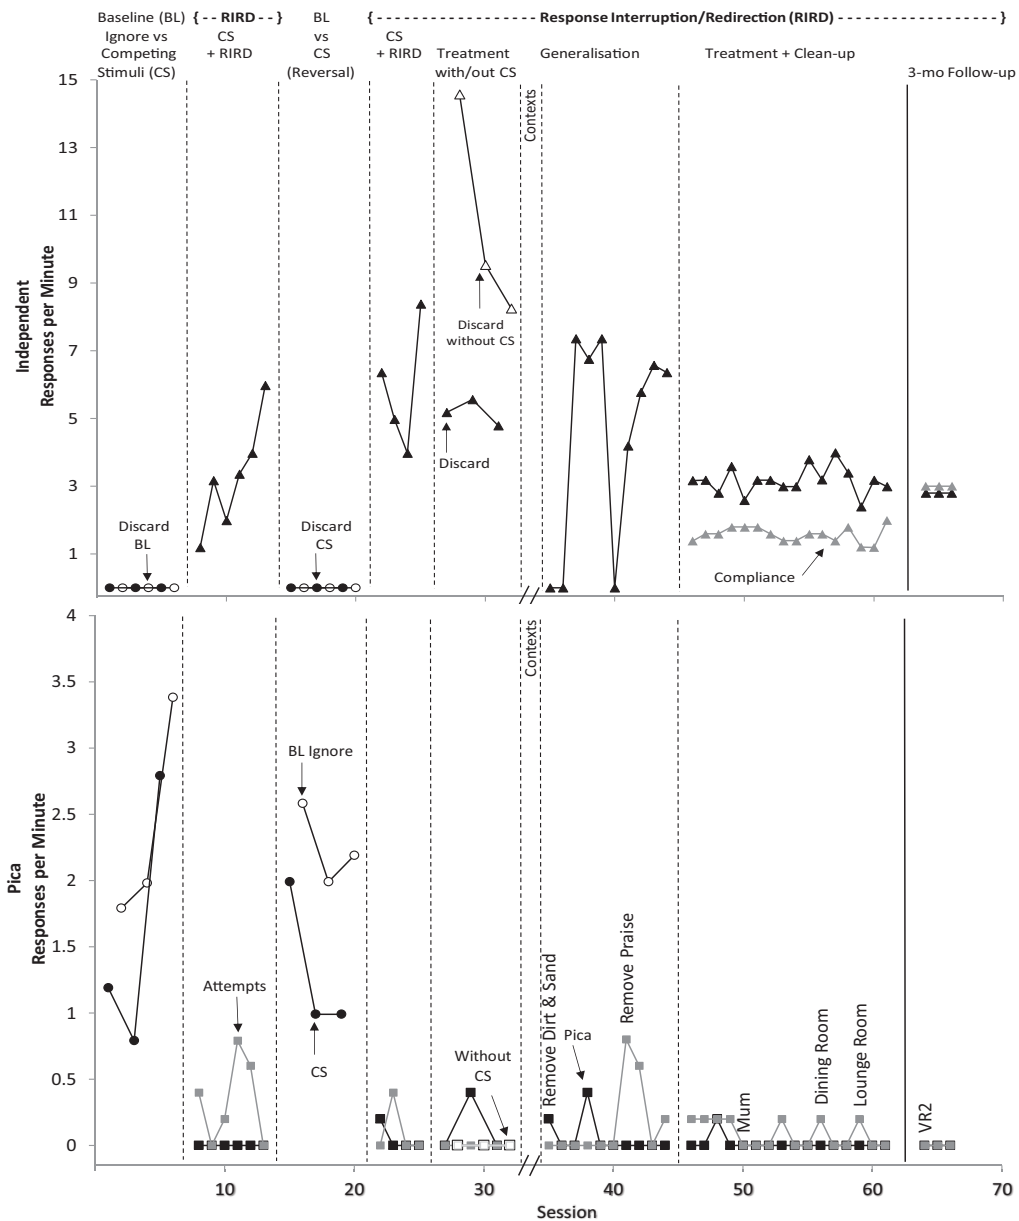 Baseline (BL)
Ignore vs
Competing
Stimuli (CS)
{-- RIRD --}
CS
+ RIRD
BL
vs
CS
(Reversal)
{------------------------ Response Interruption/Redirection (RIRD) ------------------------}
CS
+ RIRD
Treatment
with/out CS
Generalisation
Treatment + Clean-up
3-mo Follow-up
Independent
Responses per Minute
15
13
11
9
7
5
3
1
Contexts
Discard
BL
Discard
CS
Discard
without CS
Discard
Compliance
Pica
Responses per Minute
4
3.5
3
2.5
2
1.5
1
0.5
0
Contexts
BL Ignore
Attempts
CS
Without
CS
Remove Dirt & Sand
Pica
Remove Praise
Mum
Dining Room
Lounge Room
VR2
10
20
30
40
50
60
70
Session